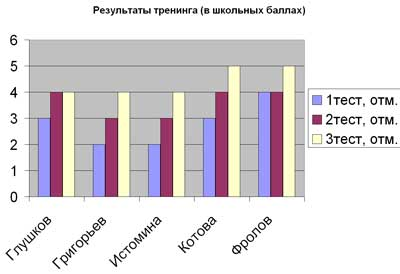 Результаты тренинга (в школьных баллах)
6
5
4
3
2
1
0
Глушков
Григорьев
Истомина
Котова
Фролов
1тест, отм.
2тест, отм.
3тест, отм.